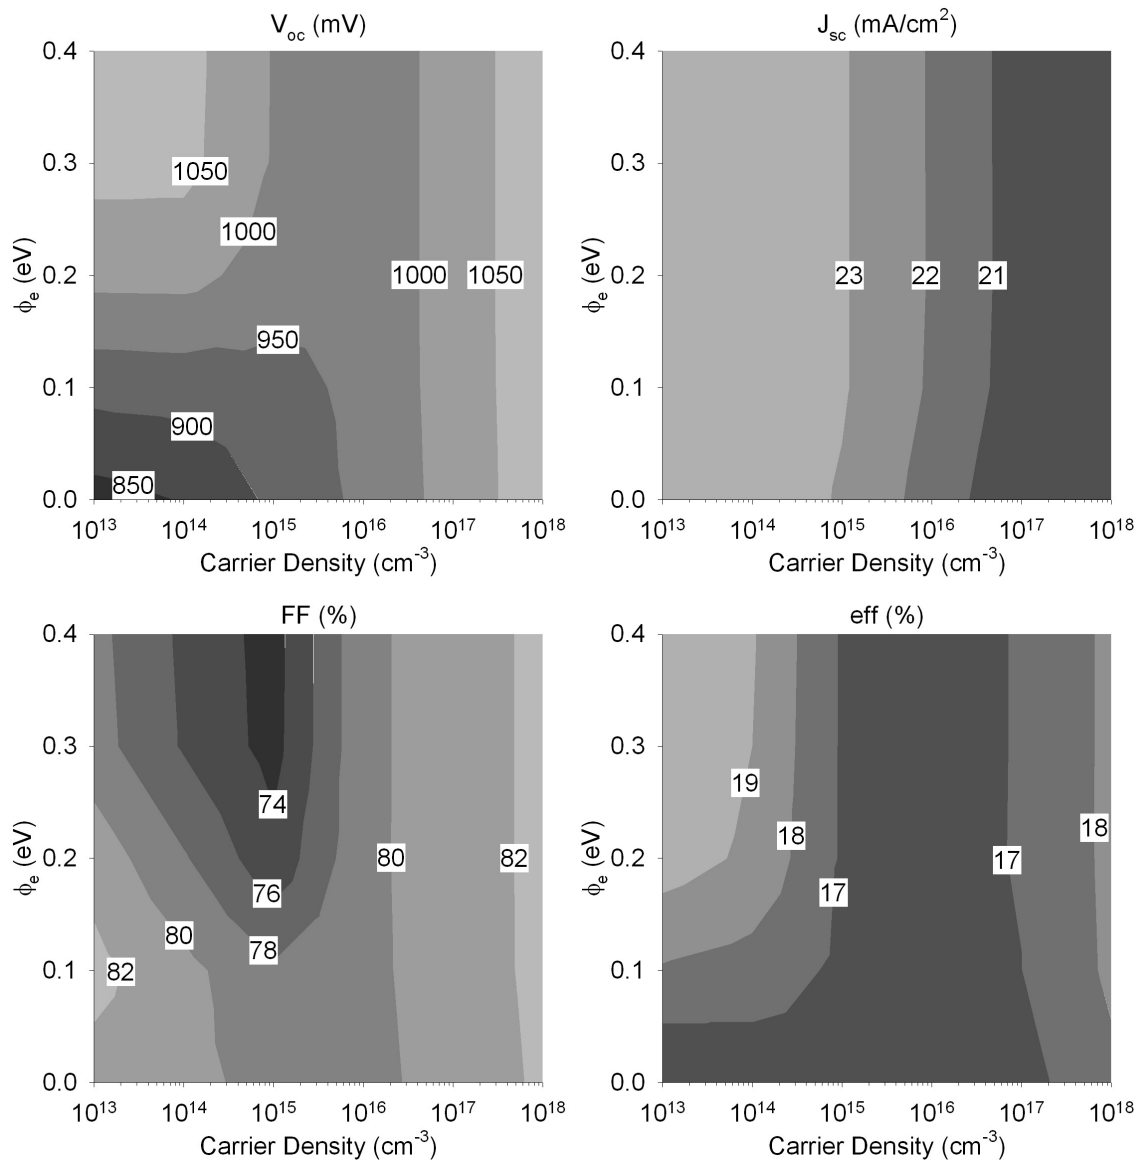 V_oc (mV)
0.4
0.3
0.2
0.1
0.0
ϕ_e (eV)
1050
1000
1000
1050
950
900
850
10^13 10^14 10^15 10^16 10^17 10^18
Carrier Density (cm^-3)
J_sc (mA/cm^2)
0.4
0.3
0.2
0.1
0.0
ϕ_e (eV)
23 22 21
10^13 10^14 10^15 10^16 10^17 10^18
Carrier Density (cm^-3)
FF (%)
0.4
0.3
0.2
0.1
0.0
ϕ_e (eV)
74
80
82
76
80
78
82
10^13 10^14 10^15 10^16 10^17 10^18
Carrier Density (cm^-3)
eff (%)
0.4
0.3
0.2
0.1
0.0
ϕ_e (eV)
19
18
18
17
17
10^13 10^14 10^15 10^16 10^17 10^18
Carrier Density (cm^-3)